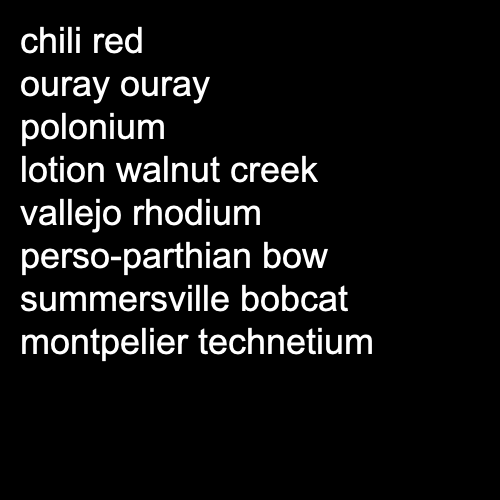 chili red
ouray ouray
polonium
lotion walnut creek
vallejo rhodium
perso-parthian bow
summersville bobcat
montpelier technetium